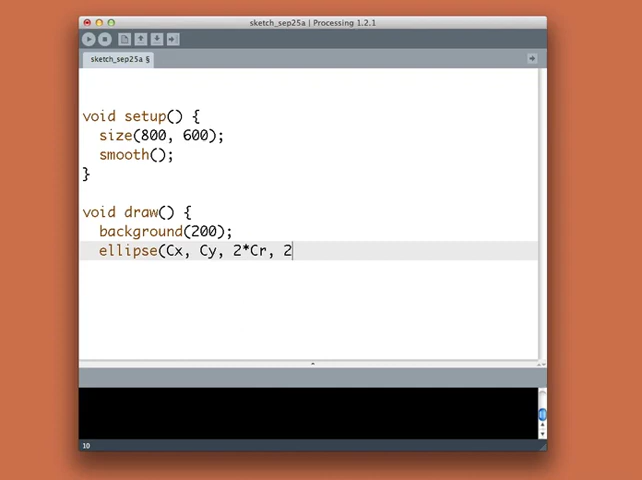 sketch_sep25a | Processing 1.2.1
sketch_sep25a §
void setup() {
size(800, 600);
smooth();
}
void draw() {
background(200);
ellipse(Cx, Cy, 2*Cr, 2
10